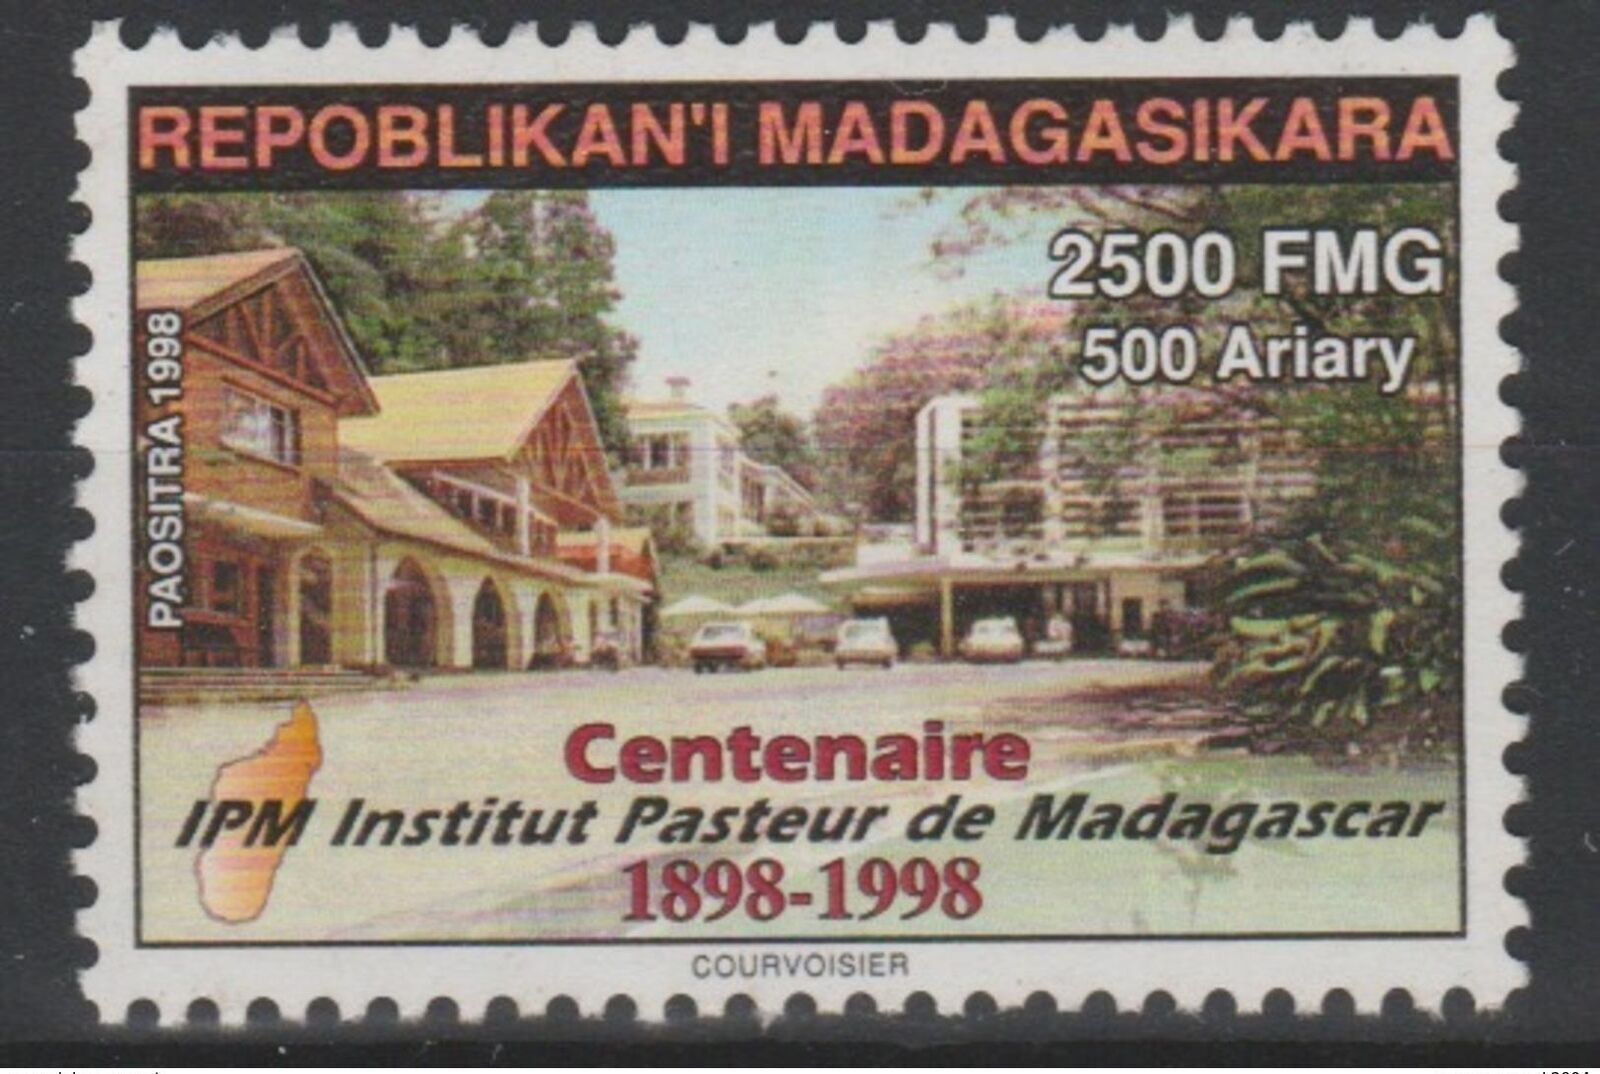 REPOBLIKAN'I MADAGASIKARA
2500 FMG
500 Ariary
PAOSITRA 1998
Centenaire
IPM Institut Pasteur de Madagascar
1898-1998
COURVOISIER